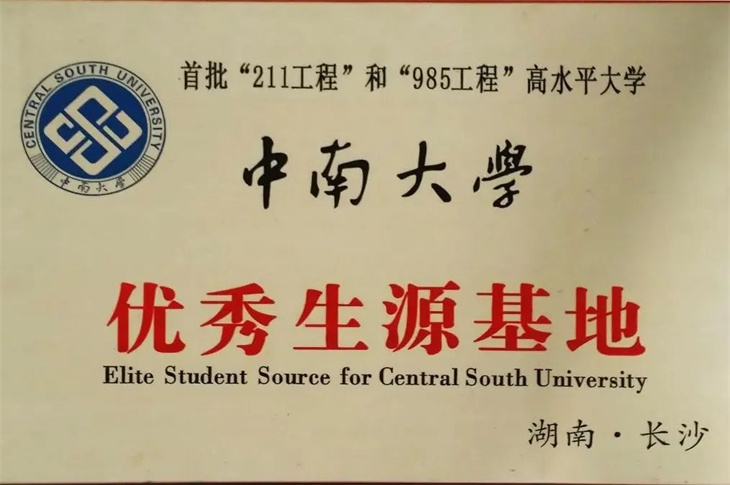 首批“211工程”和“985工程”高水平大学
CENTRAL SOUTH UNIVERSITY
中南大学
中南大學
优秀生源基地
Elite Student Source for Central South University
湖南·长沙